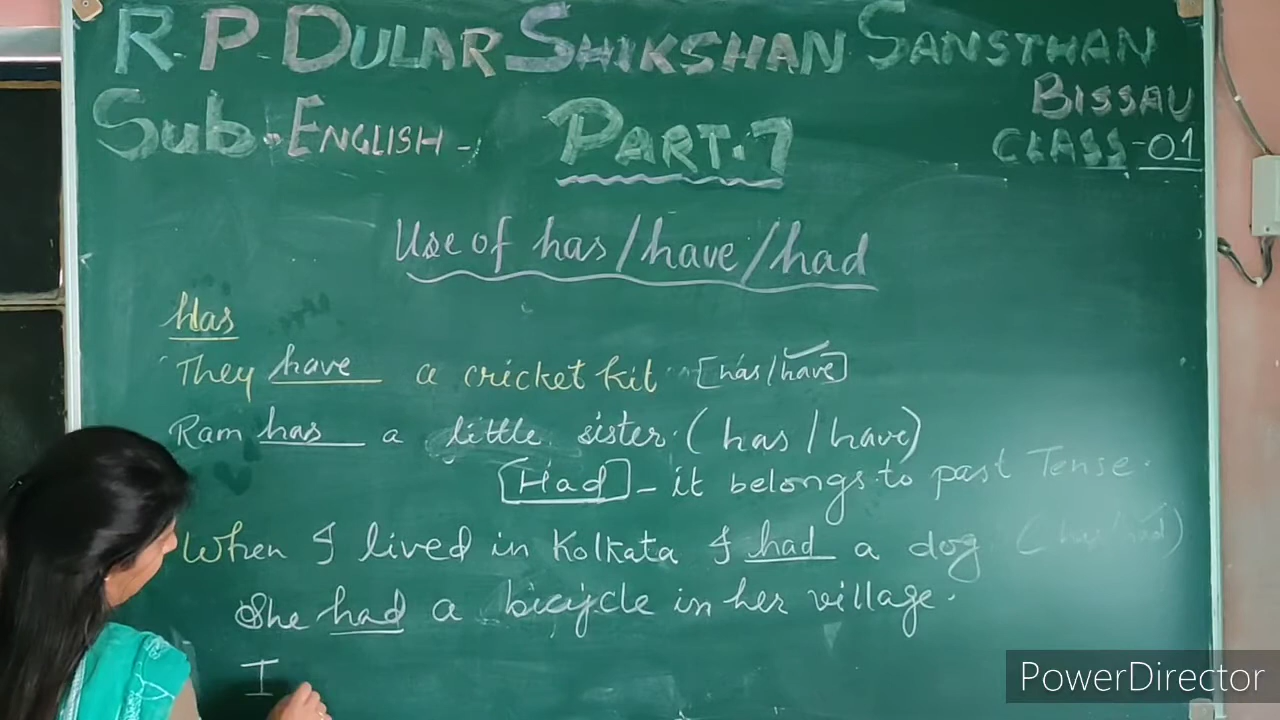 R. P. DULAR SHIKSHAN SANSTHAN
BISSAU
Sub. ENGLISH - PART. 7 CLASS-01
Use of has/have/had
Has
They have a cricket kit [has/have]
Ram has a little sister. (has/have)
[Had] - it belongs to past Tense.
When I lived in Kolkata I had a dog (has/had)
She had a bicycle in her village.
I
PowerDirector